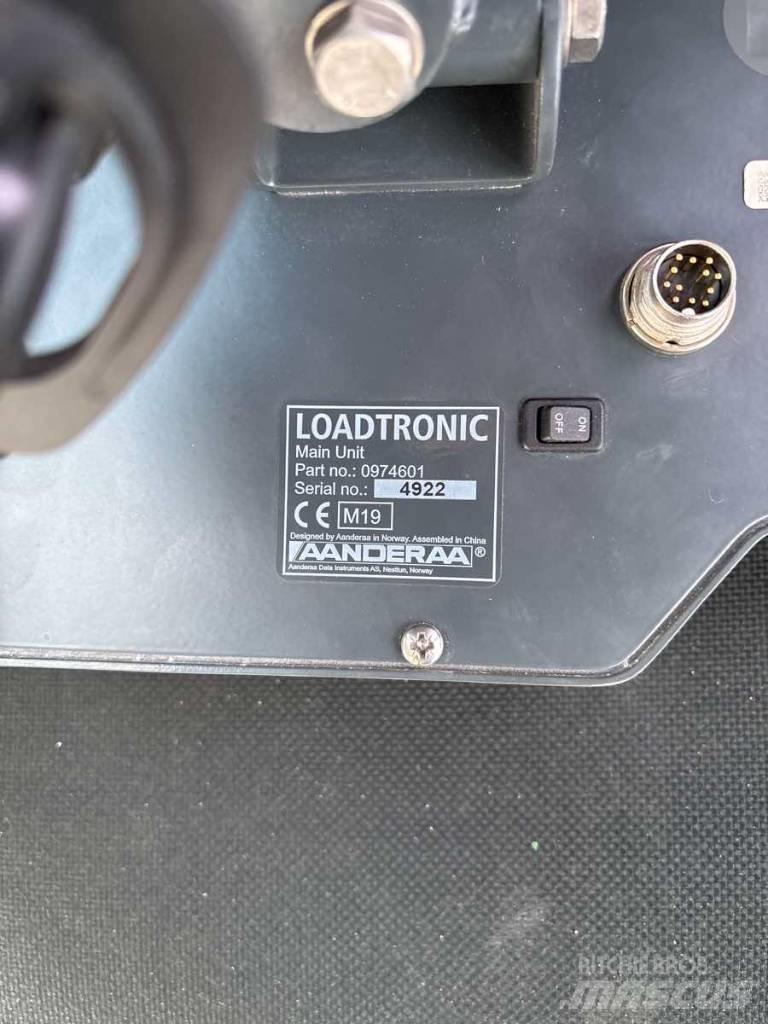 LOADTRONIC
Main Unit
Part no.: 0974601
Serial no.: 4922
CE M19
Designed by Aanderaa in Norway. Assembled in China
AANDERAA®
Aanderaa Data Instruments AS, Nesttun, Norway
ON
OFF
RITCHIE BROS
MASCUS